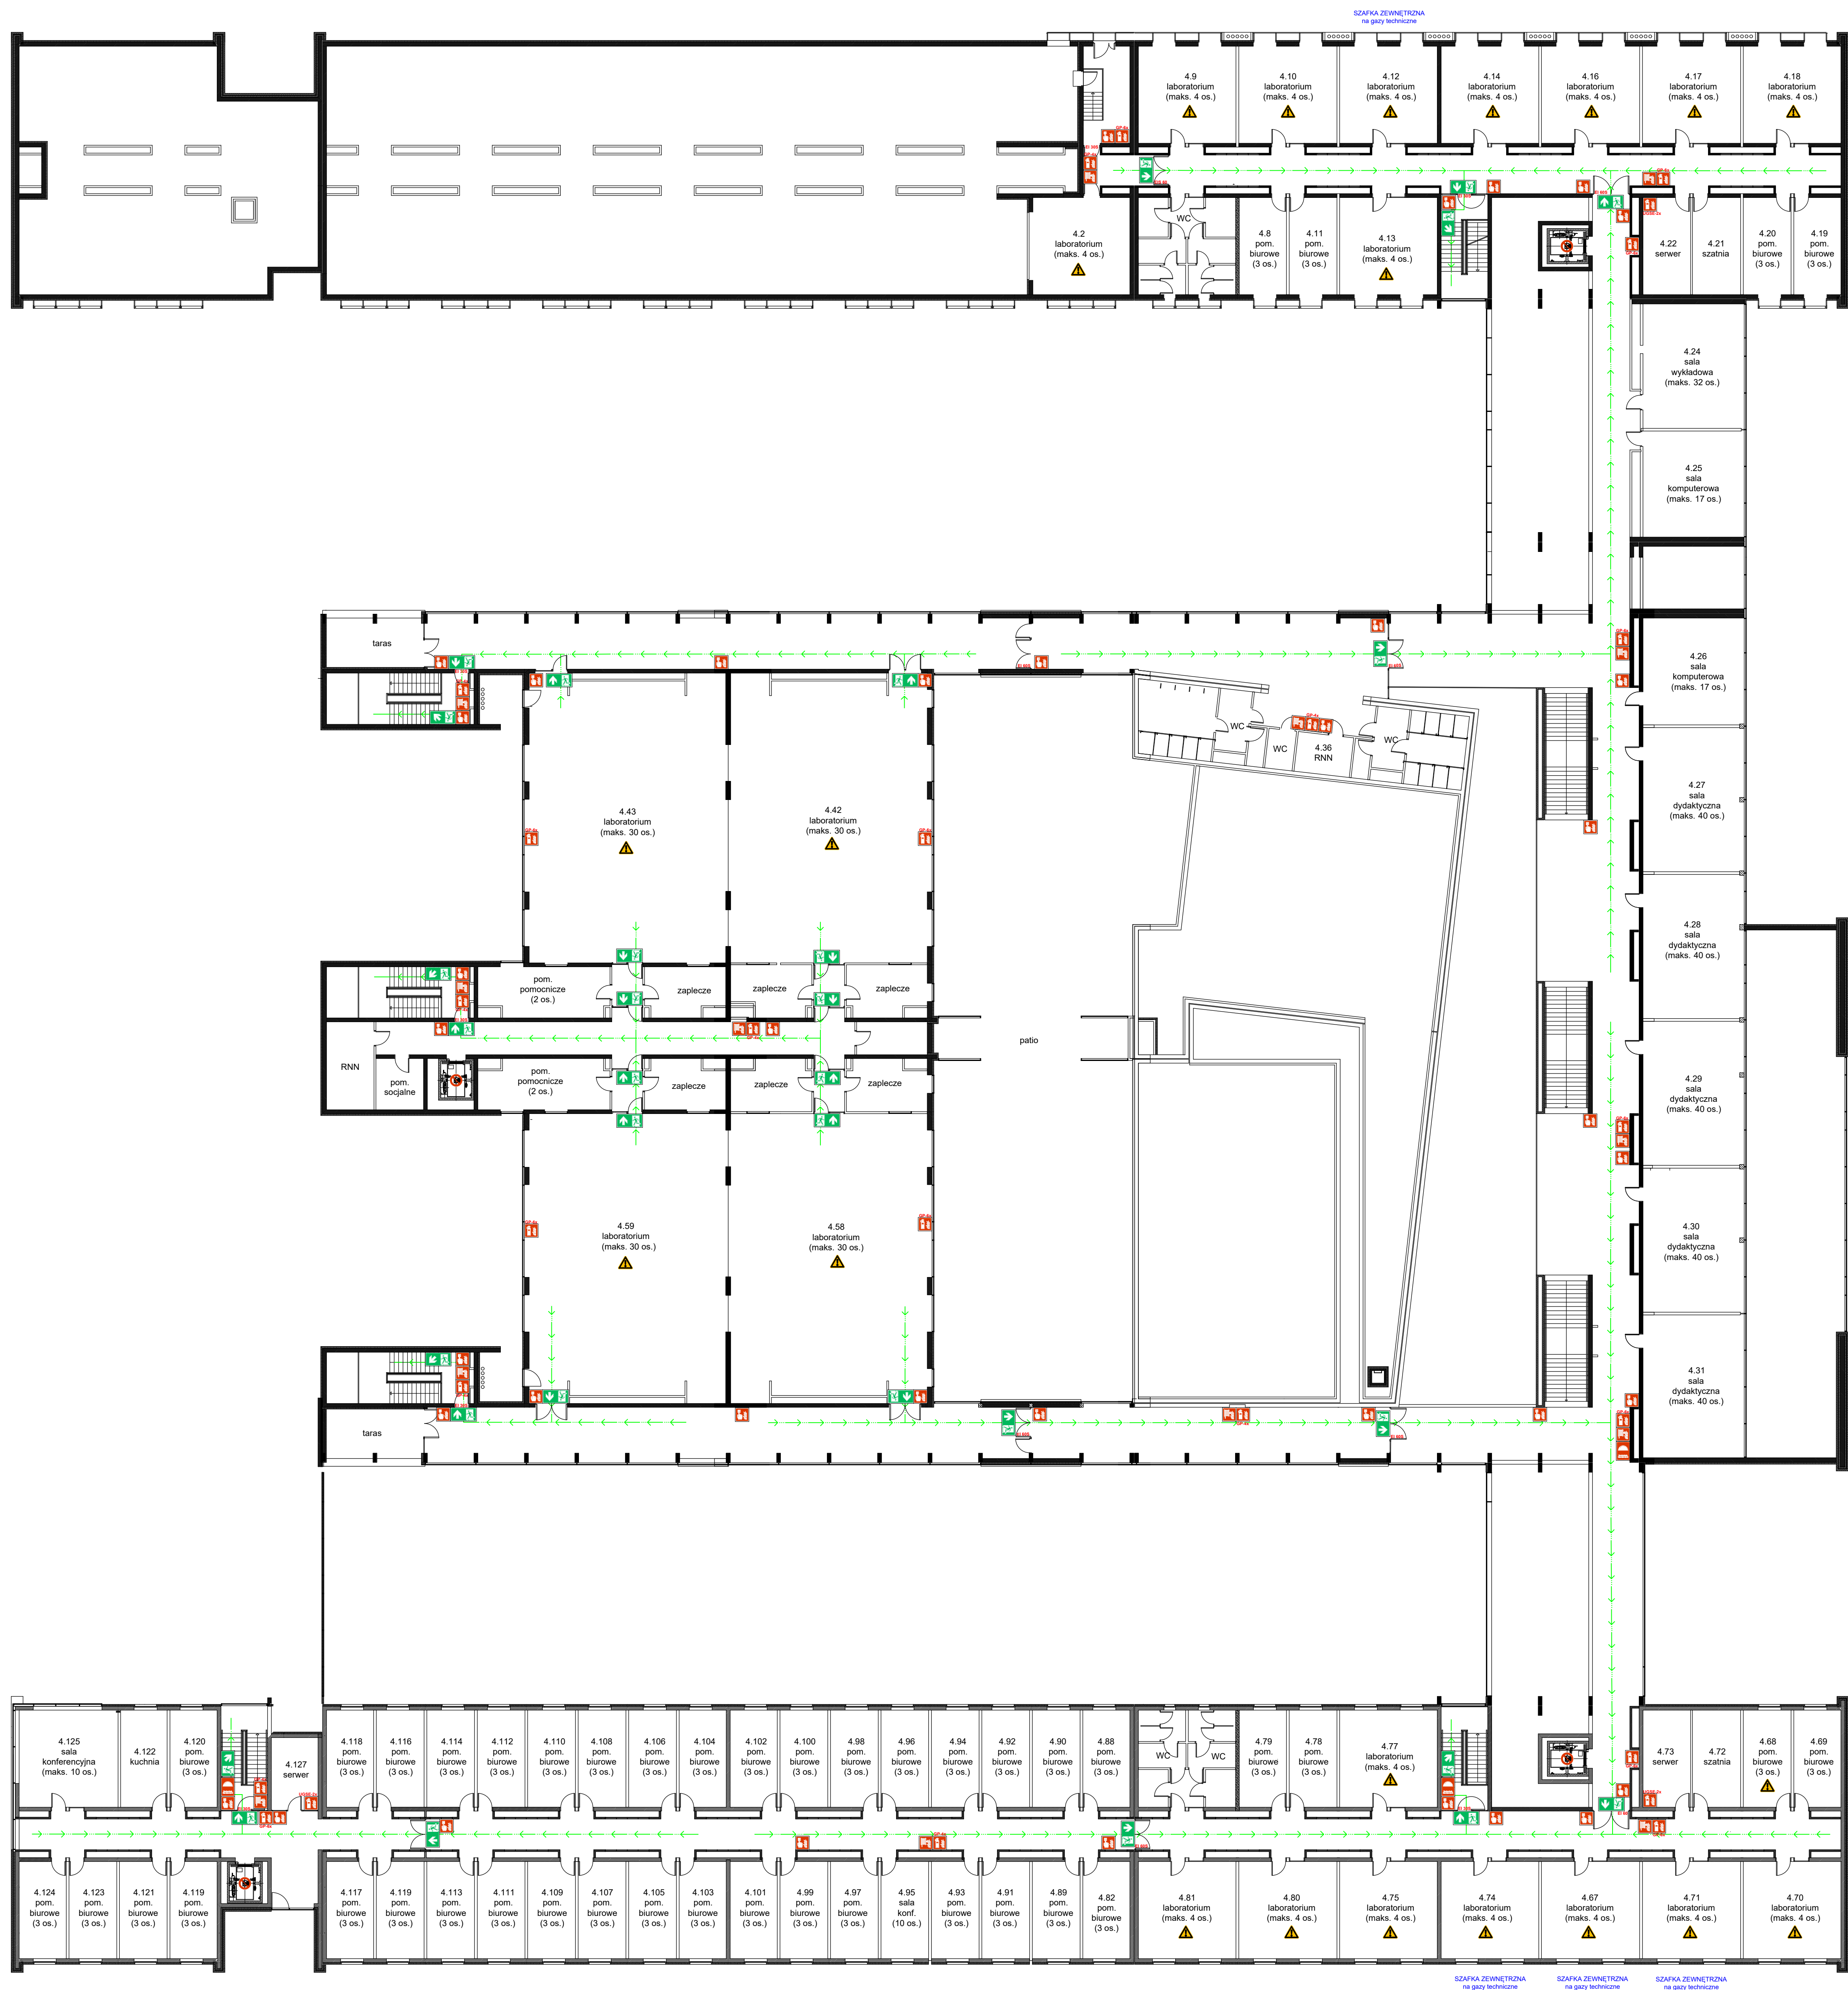 SZAFKA ZEWNĘTRZNA
na gazy techniczne
4.9
laboratorium
(maks. 4 os.)
4.10
laboratorium
(maks. 4 os.)
4.12
laboratorium
(maks. 4 os.)
4.14
laboratorium
(maks. 4 os.)
4.16
laboratorium
(maks. 4 os.)
4.17
laboratorium
(maks. 4 os.)
4.18
laboratorium
(maks. 4 os.)
4.2
laboratorium
(maks. 4 os.)
WC
4.8
pom.
biurowe
(3 os.)
4.11
pom.
biurowe
(3 os.)
4.13
laboratorium
(maks. 4 os.)
4.22
serwer
4.21
szatnia
4.20
pom.
biurowe
(3 os.)
4.19
pom.
biurowe
(3 os.)
4.24
sala
wykładowa
(maks. 32 os.)
4.25
sala
komputerowa
(maks. 17 os.)
taras
4.26
sala
komputerowa
(maks. 17 os.)
WC
WC
4.36
RNN
WC
4.27
sala
dydaktyczna
(maks. 40 os.)
4.43
laboratorium
(maks. 30 os.)
4.42
laboratorium
(maks. 30 os.)
4.28
sala
dydaktyczna
(maks. 40 os.)
pom.
pomocnicze
(2 os.)
zaplecze
zaplecze
zaplecze
patio
RNN
pom.
socjalne
pom.
pomocnicze
(2 os.)
zaplecze
zaplecze
zaplecze
4.29
sala
dydaktyczna
(maks. 40 os.)
4.59
laboratorium
(maks. 30 os.)
4.58
laboratorium
(maks. 30 os.)
4.30
sala
dydaktyczna
(maks. 40 os.)
4.31
sala
dydaktyczna
(maks. 40 os.)
taras
4.125
sala
konferencyjna
(maks. 10 os.)
4.122
kuchnia
4.120
pom.
biurowe
(3 os.)
4.127
serwer
4.118
pom.
biurowe
(3 os.)
4.116
pom.
biurowe
(3 os.)
4.114
pom.
biurowe
(3 os.)
4.112
pom.
biurowe
(3 os.)
4.110
pom.
biurowe
(3 os.)
4.108
pom.
biurowe
(3 os.)
4.106
pom.
biurowe
(3 os.)
4.104
pom.
biurowe
(3 os.)
4.102
pom.
biurowe
(3 os.)
4.100
pom.
biurowe
(3 os.)
4.98
pom.
biurowe
(3 os.)
4.96
pom.
biurowe
(3 os.)
4.94
pom.
biurowe
(3 os.)
4.92
pom.
biurowe
(3 os.)
4.90
pom.
biurowe
(3 os.)
4.88
pom.
biurowe
(3 os.)
WC
WC
4.79
pom.
biurowe
(3 os.)
4.78
pom.
biurowe
(3 os.)
4.77
laboratorium
(maks. 4 os.)
4.73
serwer
4.72
szatnia
4.68
pom.
biurowe
(3 os.)
4.69
pom.
biurowe
(3 os.)
4.124
pom.
biurowe
(3 os.)
4.123
pom.
biurowe
(3 os.)
4.121
pom.
biurowe
(3 os.)
4.119
pom.
biurowe
(3 os.)
4.117
pom.
biurowe
(3 os.)
4.119
pom.
biurowe
(3 os.)
4.113
pom.
biurowe
(3 os.)
4.111
pom.
biurowe
(3 os.)
4.109
pom.
biurowe
(3 os.)
4.107
pom.
biurowe
(3 os.)
4.105
pom.
biurowe
(3 os.)
4.103
pom.
biurowe
(3 os.)
4.101
pom.
biurowe
(3 os.)
4.99
pom.
biurowe
(3 os.)
4.97
pom.
biurowe
(3 os.)
4.95
sala
konf.
(10 os.)
4.93
pom.
biurowe
(3 os.)
4.91
pom.
biurowe
(3 os.)
4.89
pom.
biurowe
(3 os.)
4.82
pom.
biurowe
(3 os.)
4.81
laboratorium
(maks. 4 os.)
4.80
laboratorium
(maks. 4 os.)
4.75
laboratorium
(maks. 4 os.)
4.74
laboratorium
(maks. 4 os.)
4.67
laboratorium
(maks. 4 os.)
4.71
laboratorium
(maks. 4 os.)
4.70
laboratorium
(maks. 4 os.)
SZAFKA ZEWNĘTRZNA
na gazy techniczne
SZAFKA ZEWNĘTRZNA
na gazy techniczne
SZAFKA ZEWNĘTRZNA
na gazy techniczne